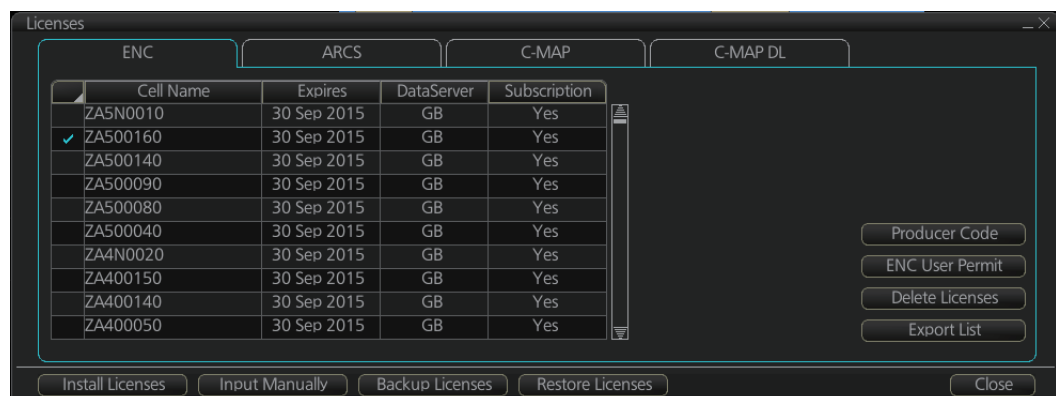 Licenses
ENC ARCS C-MAP C-MAP DL
Cell Name Expires DataServer Subscription
ZA5N0010 30 Sep 2015 GB Yes
ZA500160 30 Sep 2015 GB Yes
ZA500140 30 Sep 2015 GB Yes
ZA500090 30 Sep 2015 GB Yes
ZA500080 30 Sep 2015 GB Yes
ZA500040 30 Sep 2015 GB Yes
ZA4N0020 30 Sep 2015 GB Yes
ZA400150 30 Sep 2015 GB Yes
ZA400140 30 Sep 2015 GB Yes
ZA400050 30 Sep 2015 GB Yes
Producer Code
ENC User Permit
Delete Licenses
Export List
Install Licenses Input Manually Backup Licenses Restore Licenses Close